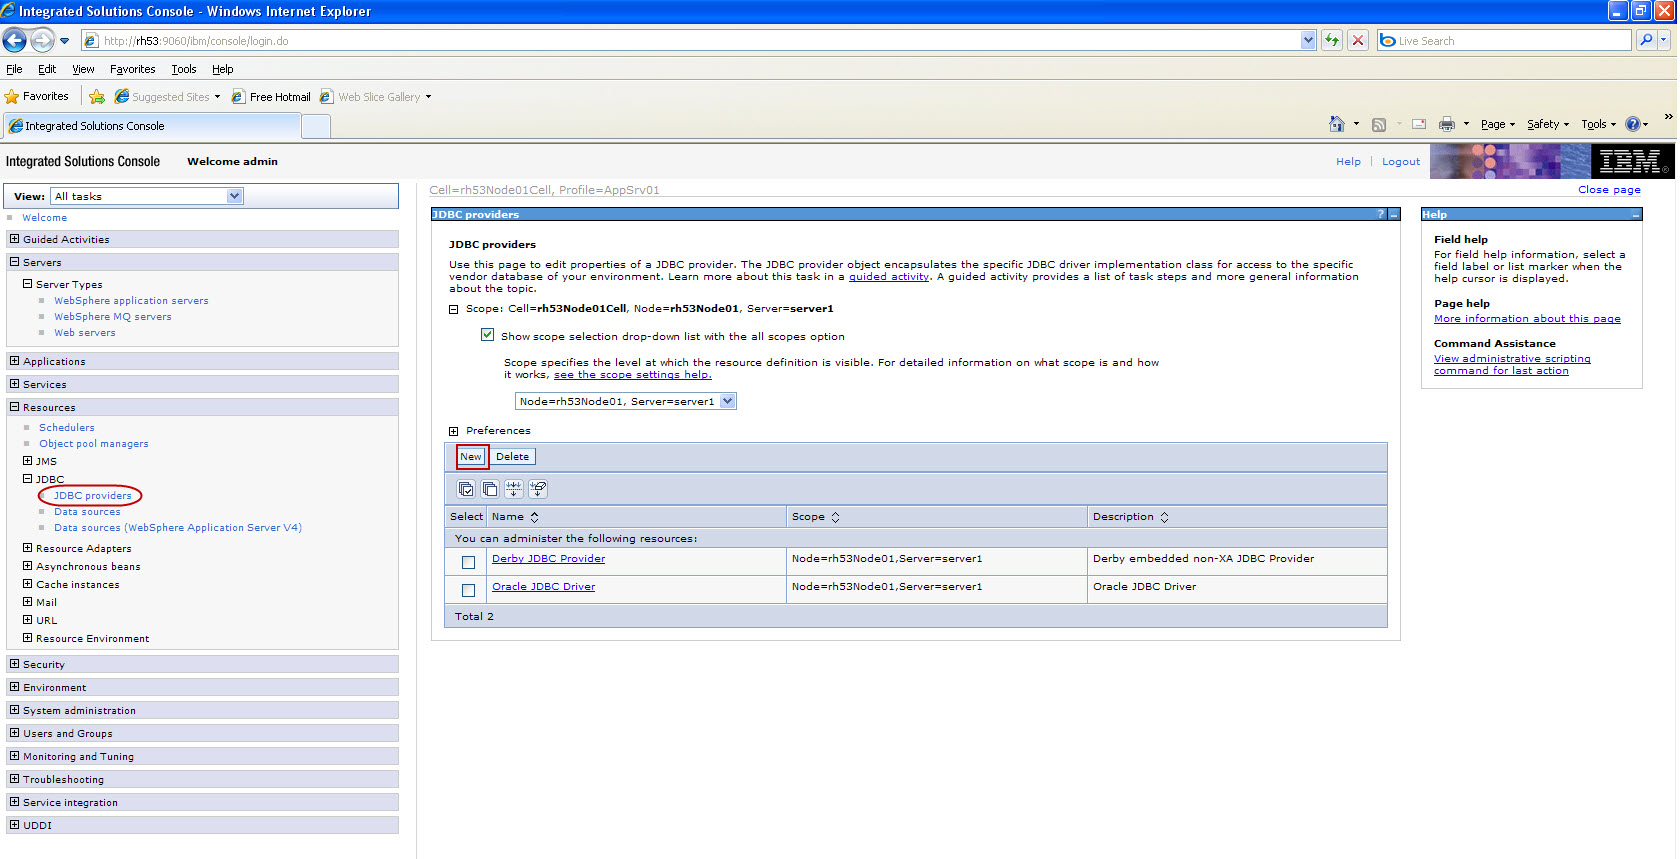 Integrated Solutions Console - Windows Internet Explorer
http://rh53:9060/ibm/console/login.do
Live Search
File Edit View Favorites Tools Help
Favorites Suggested Sites Free Hotmail Web Slice Gallery
Integrated Solutions Console
Page Safety Tools
Integrated Solutions Console Welcome admin
Help Logout IBM
View: All tasks
Welcome
Guided Activities
Servers
Server Types
WebSphere application servers
WebSphere MQ servers
Web servers
Applications
Services
Resources
Schedulers
Object pool managers
JMS
JDBC
JDBC providers
Data sources
Data sources (WebSphere Application Server V4)
Resource Adapters
Asynchronous beans
Cache instances
Mail
URL
Resource Environment
Security
Environment
System administration
Users and Groups
Monitoring and Tuning
Troubleshooting
Service integration
UDDI
Cell=rh53Node01Cell, Profile=AppSrv01
Close page
JDBC providers ?
JDBC providers
Use this page to edit properties of a JDBC provider. The JDBC provider object encapsulates the specific JDBC driver implementation class for access to the specific
vendor database of your environment. Learn more about this task in a guided activity. A guided activity provides a list of task steps and more general information
about the topic.
Scope: Cell=rh53Node01Cell, Node=rh53Node01, Server=server1
Show scope selection drop-down list with the all scopes option
Scope specifies the level at which the resource definition is visible. For detailed information on what scope is and how
it works, see the scope settings help.
Node=rh53Node01, Server=server1
Preferences
New Delete
Select Name Scope Description
You can administer the following resources:
Derby JDBC Provider Node=rh53Node01,Server=server1 Derby embedded non-XA JDBC Provider
Oracle JDBC Driver Node=rh53Node01,Server=server1 Oracle JDBC Driver
Total 2
Help
Field help
For field help information, select a
field label or list marker when the
help cursor is displayed.
Page help
More information about this page
Command Assistance
View administrative scripting
command for last action